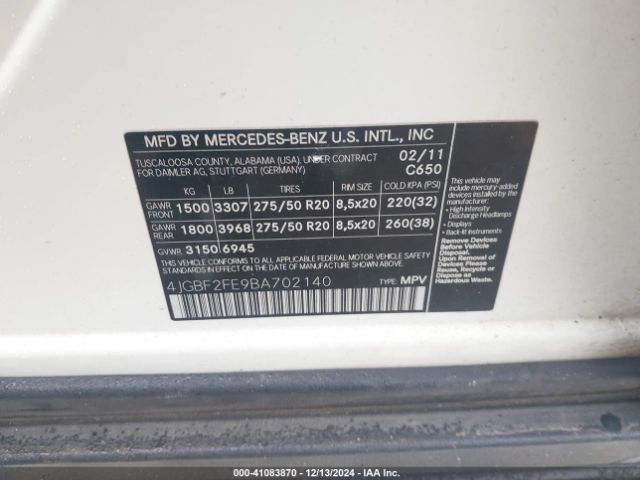 MFD BY MERCEDES-BENZ U.S. INTL., INC
TUSCALOOSA COUNTY, ALABAMA (USA), UNDER CONTRACT
FOR DAIMLER AG, STUTTGART (GERMANY)
02/11
C650
KG LB TIRES RIM SIZE COLD KPA (PSI)
GAWR FRONT 1500 3307 275/50 R20 8,5x20 220(32)
GAWR REAR 1800 3968 275/50 R20 8,5x20 260(38)
GVWR 3150 6945
THIS VEHICLE CONFORMS TO ALL APPLICABLE FEDERAL MOTOR VEHICLE SAFETY
AND THEFT PREVENTION STANDARDS IN EFFECT ON THE DATE OF MANUFACTURE SHOWN ABOVE.
4JGBF2FE9BA702140
TYPE: MPV
This vehicle may contain
mercury-added devices
installed by the
manufacturer:
• High Intensity
Discharge Headlamps
• Displays
• Back-lit instruments
Remove Devices
Before Vehicle
Disposal.
Upon Removal of
Devices Please
Reuse, Recycle or
Dispose as
Hazardous Waste.
000-41083870 - 12/13/2024 - IAA Inc.